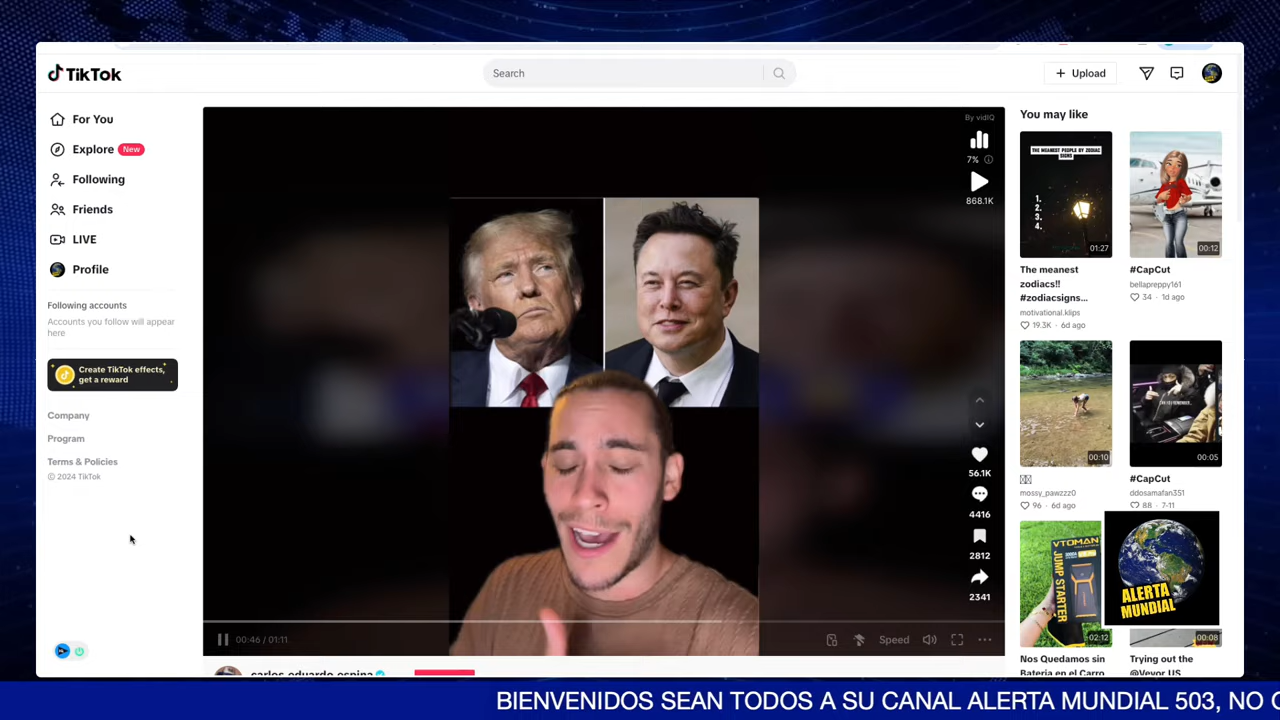 TikTok
Search
Upload
For You
Explore New
Following
Friends
LIVE
Profile
Following accounts
Accounts you follow will appear
here
Create TikTok effects,
get a reward
Company
Program
Terms & Policies
© 2024 TikTok
By vidIQ
7%
868.1K
56.1K
4416
2812
2341
00:46 / 01:11
Speed
carlos.eduardo.espina
You may like
THE MEANEST PEOPLE BY ZODIAC
SIGNS
1.
2.
3.
4.
01:27
The meanest
zodiacs!!
#zodiacsigns...
motivational.klips
19.3K · 6d ago
00:12
#CapCut
bellapreppy161
34 · 1d ago
00:10
mossy_pawzzz0
96 · 6d ago
00:05
#CapCut
ddosamafan351
88 · 7-11
VTOMAN
JUMP STARTER
02:12
Nos Quedamos sin
Bateria en el Carro
ALERTA
MUNDIAL
00:08
Trying out the
@Vevor US
BIENVENIDOS SEAN TODOS A SU CANAL ALERTA MUNDIAL 503, NO